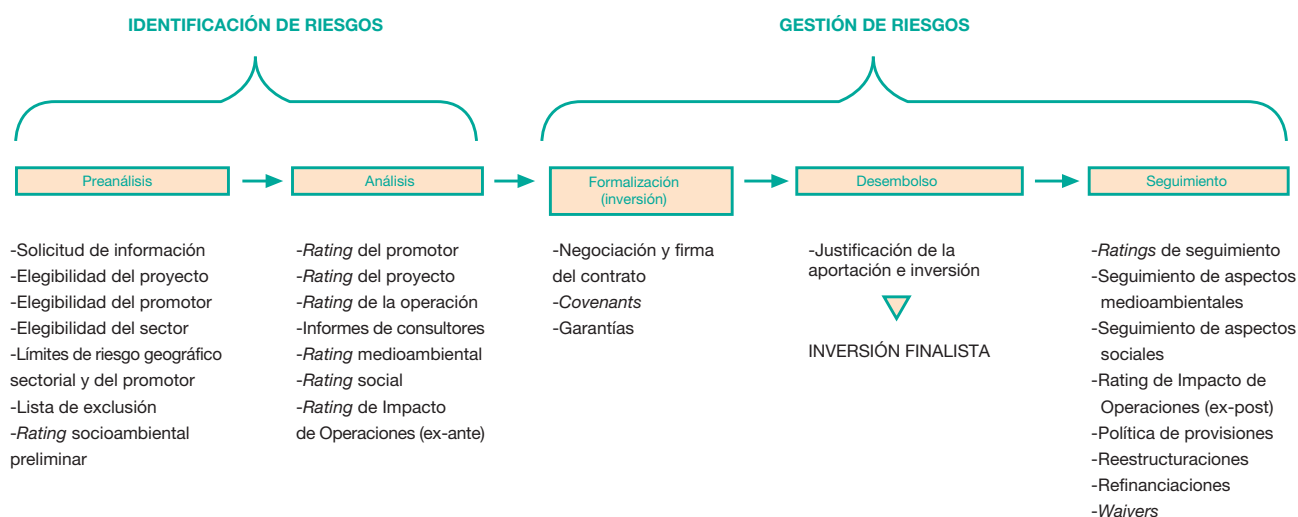 IDENTIFICACIÓN DE RIESGOS
GESTIÓN DE RIESGOS
Preanálisis
Análisis
Formalización
(inversión)
Desembolso
Seguimiento
-Solicitud de información
-Elegibilidad del proyecto
-Elegibilidad del promotor
-Elegibilidad del sector
-Límites de riesgo geográfico
sectorial y del promotor
-Lista de exclusión
-Rating socioambiental
preliminar
-Rating del promotor
-Rating del proyecto
-Rating de la operación
-Informes de consultores
-Rating medioambiental
-Rating social
-Rating de Impacto
de Operaciones (ex-ante)
-Negociación y firma
del contrato
-Covenants
-Garantías
-Justificación de la
aportación e inversión
INVERSIÓN FINALISTA
-Ratings de seguimiento
-Seguimiento de aspectos
medioambientales
-Seguimiento de aspectos
sociales
-Rating de Impacto de
Operaciones (ex-post)
-Política de provisiones
-Reestructuraciones
-Refinanciaciones
-Waivers